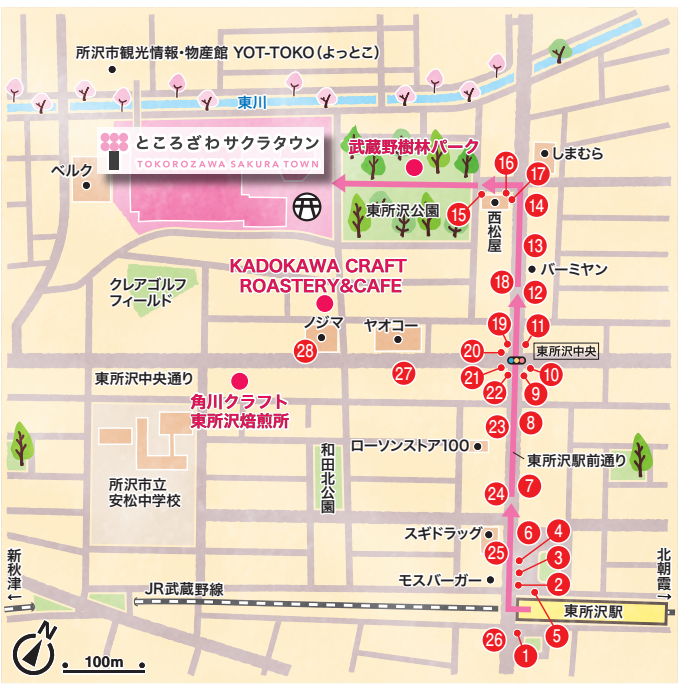 所沢市観光情報・物産館 YOT-TOKO(よっとこ)
東川
ところざわサクラタウン
TOKOROZAWA SAKURA TOWN
武蔵野樹林パーク
ベルク
しまむら
16
17
15
東所沢公園
西松屋
14
13
KADOKAWA CRAFT
ROASTERY&CAFE
バーミヤン
クレアゴルフ
フィールド
18
12
ノジマ
ヤオコー
19
11
28
20
東所沢中央
東所沢中央通り
27
21
22
10
9
角川クラフト
東所沢焙煎所
23
8
ローソンストア100
和田北公園
東所沢駅前通り
所沢市立
安松中学校
24
7
スギドラッグ
6
4
25
3
新秋津←
北朝霞→
モスバーガー
2
JR武蔵野線
東所沢駅
5
26
1
N
100m